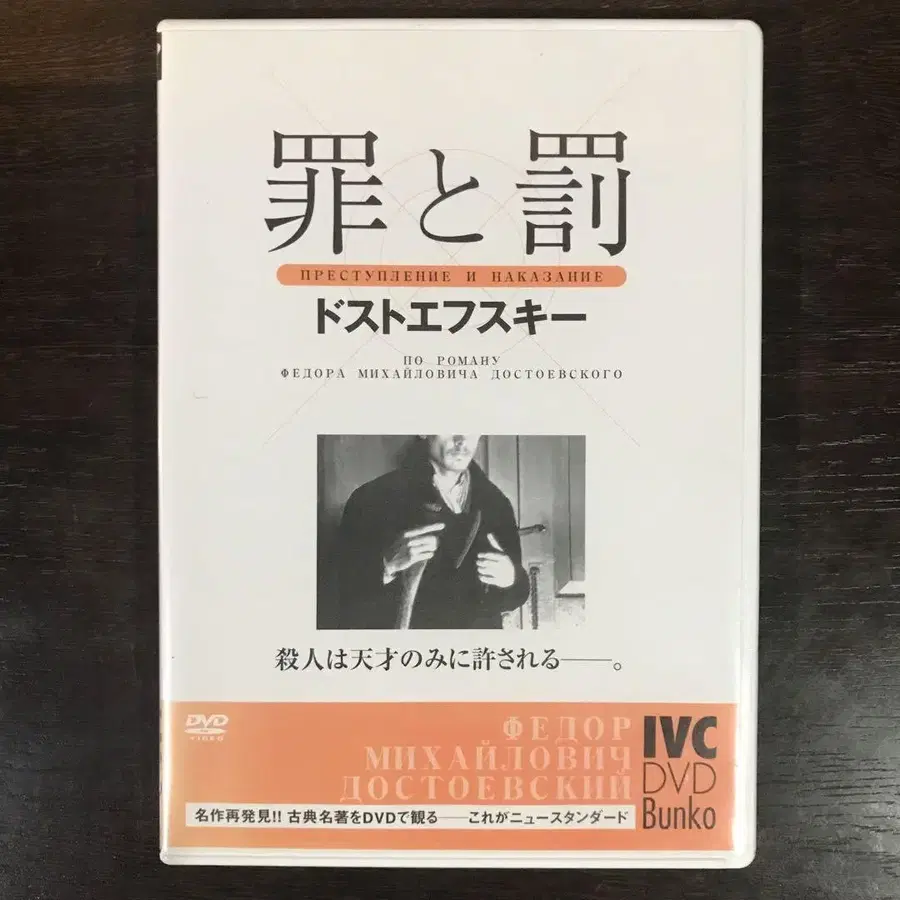 罪と罰
ПРЕСТУПЛЕНИЕ И НАКАЗАНИЕ
ドストエフスキー
ПО РОМАНУ
ФЕДОРА МИХАЙЛОВИЧА ДОСТОЕВСКОГО
殺人は天才のみに許される――。
DVD
VIDEO
ФЕДОР
МИХАЙЛОВИЧ
ДОСТОЕВСКИЙ
IVC
DVD
Bunko
名作再発見!! 古典名著をDVDで観る――これがニュースタンダード